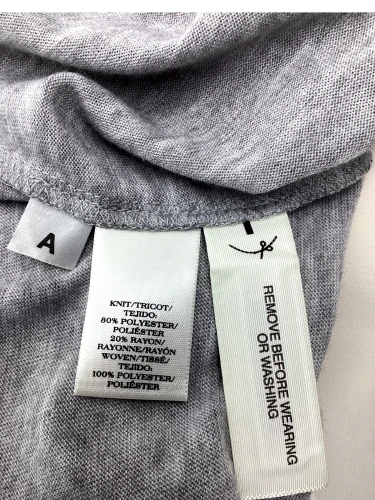 A
KNIT/TRICOT/
TEJIDO:
80% POLYESTER/
POLIÉSTER
20% RAYON/
RAYONNE/RAYÓN
WOVEN/TISSÉ/
TEJIDO:
100% POLYESTER/
POLIÉSTER
REMOVE BEFORE WEARING
OR WASHING